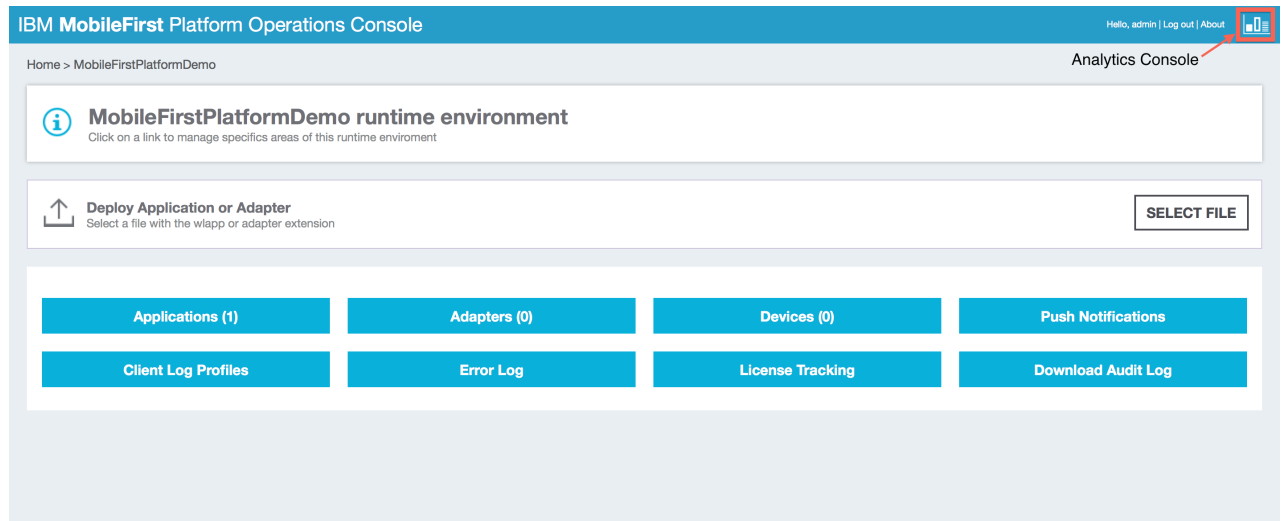 IBM MobileFirst Platform Operations Console
Hello, admin | Log out | About
Analytics Console
Home > MobileFirstPlatformDemo
MobileFirstPlatformDemo runtime environment
Click on a link to manage specifics areas of this runtime enviroment
Deploy Application or Adapter
Select a file with the wlapp or adapter extension
SELECT FILE
Applications (1)
Adapters (0)
Devices (0)
Push Notifications
Client Log Profiles
Error Log
License Tracking
Download Audit Log